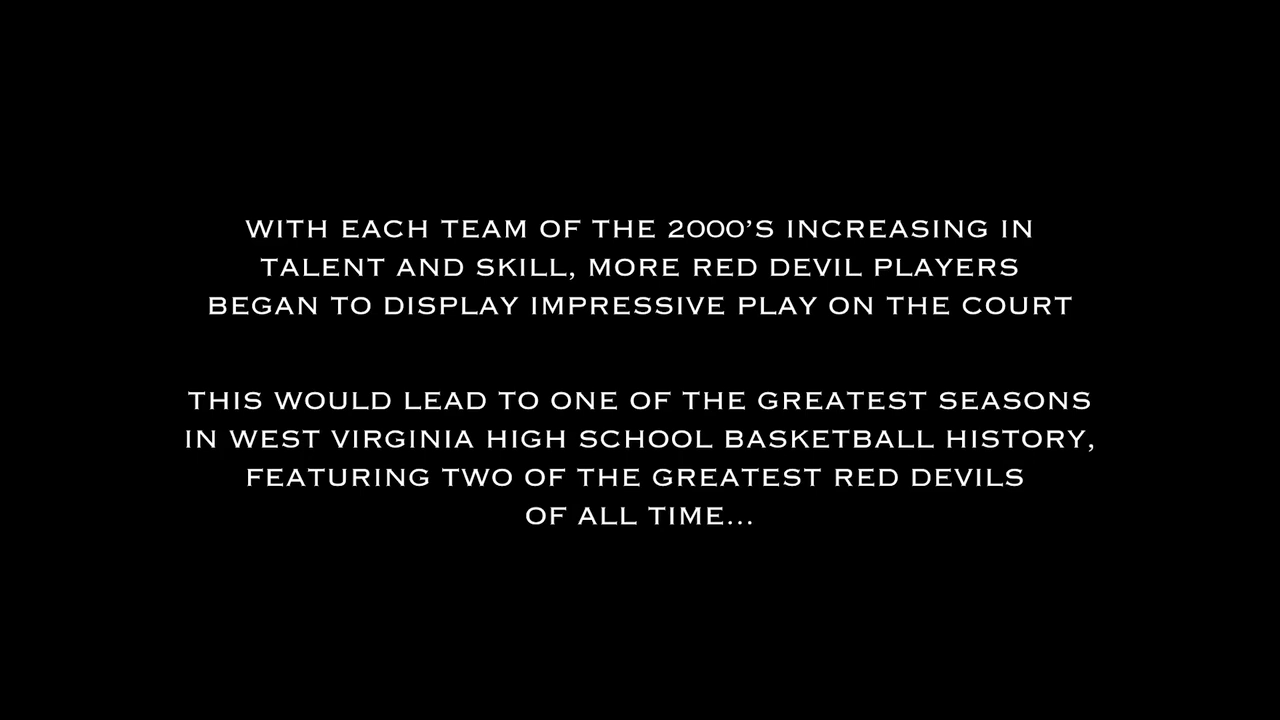 WITH EACH TEAM OF THE 2000’S INCREASING IN
TALENT AND SKILL, MORE RED DEVIL PLAYERS
BEGAN TO DISPLAY IMPRESSIVE PLAY ON THE COURT
THIS WOULD LEAD TO ONE OF THE GREATEST SEASONS
IN WEST VIRGINIA HIGH SCHOOL BASKETBALL HISTORY,
FEATURING TWO OF THE GREATEST RED DEVILS
OF ALL TIME...